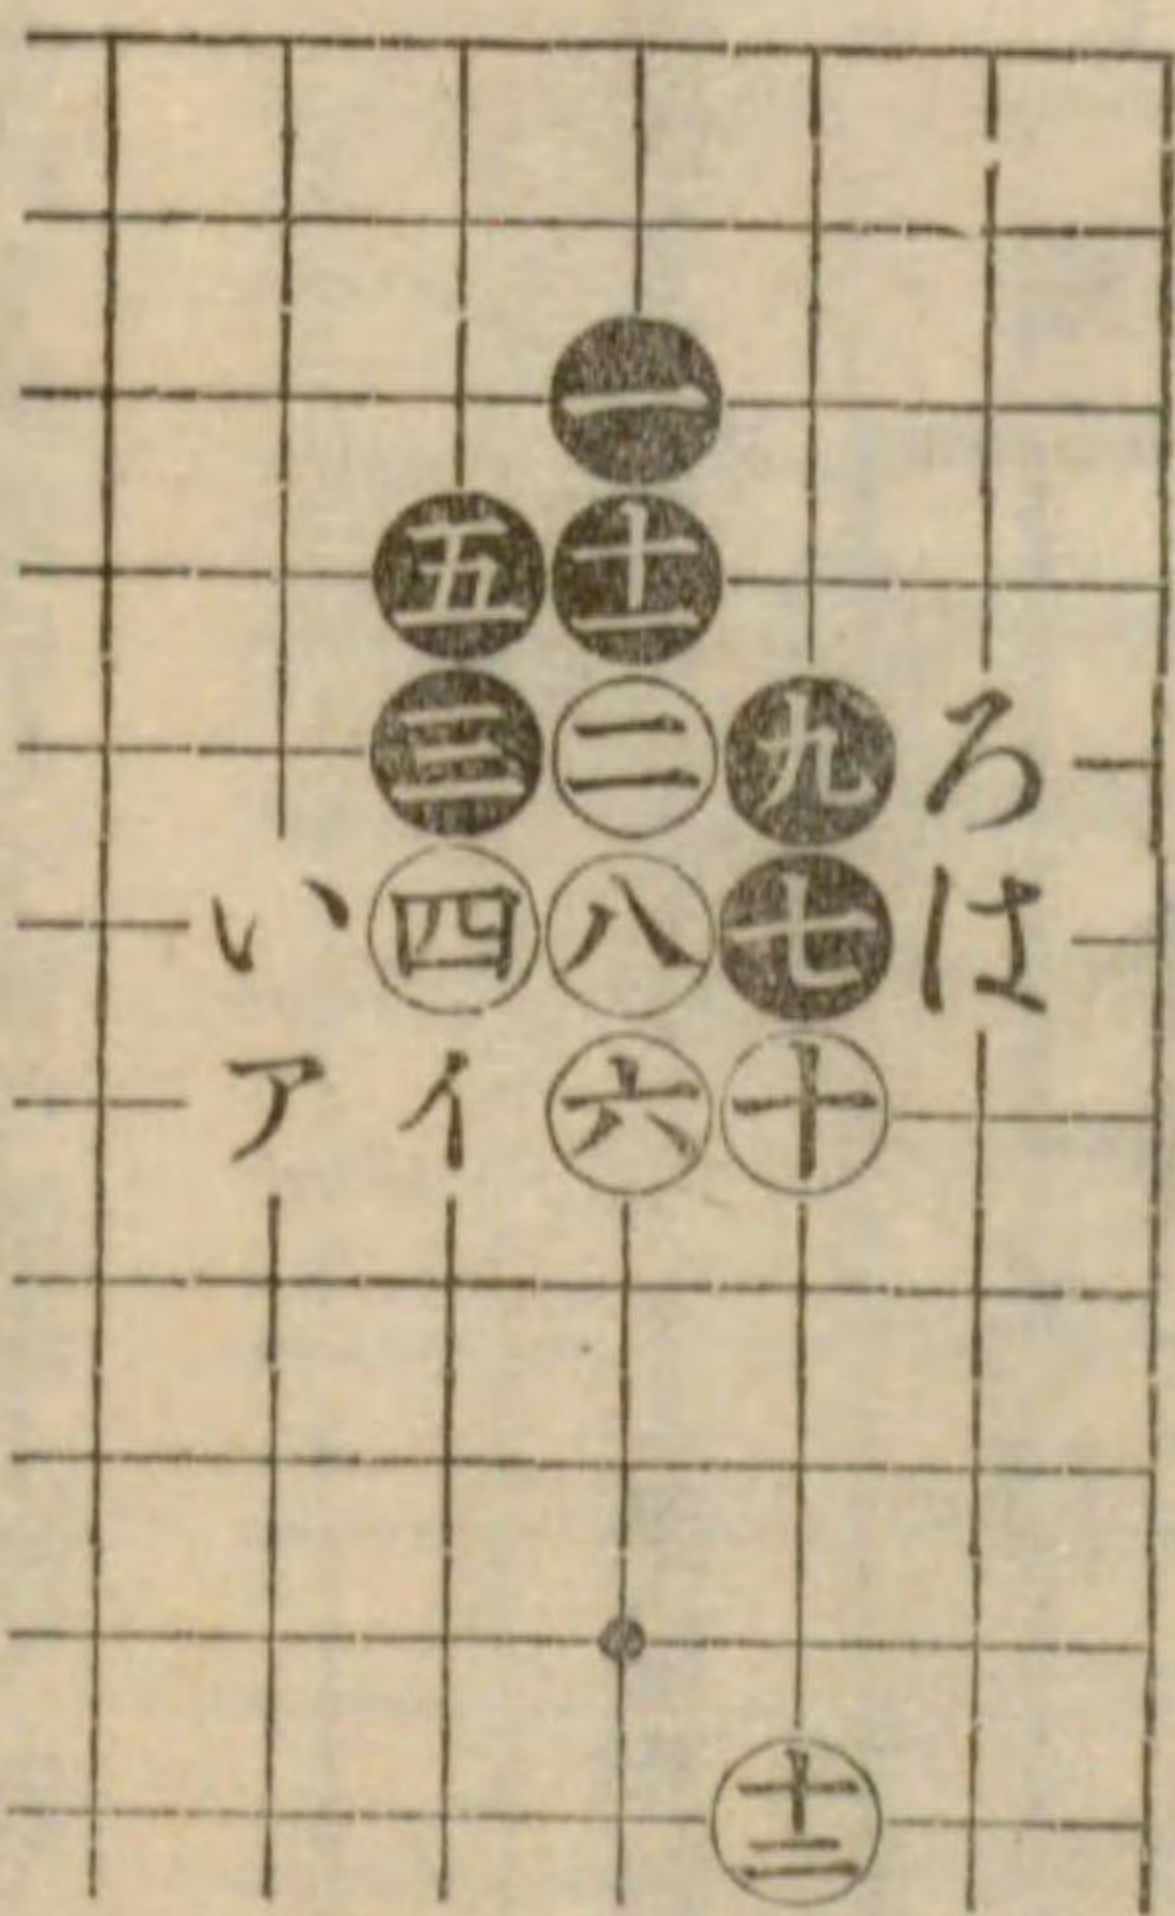 一
五 十一
三 二 九 ろ
い 四 八 七 は
ア イ 六 十
十二